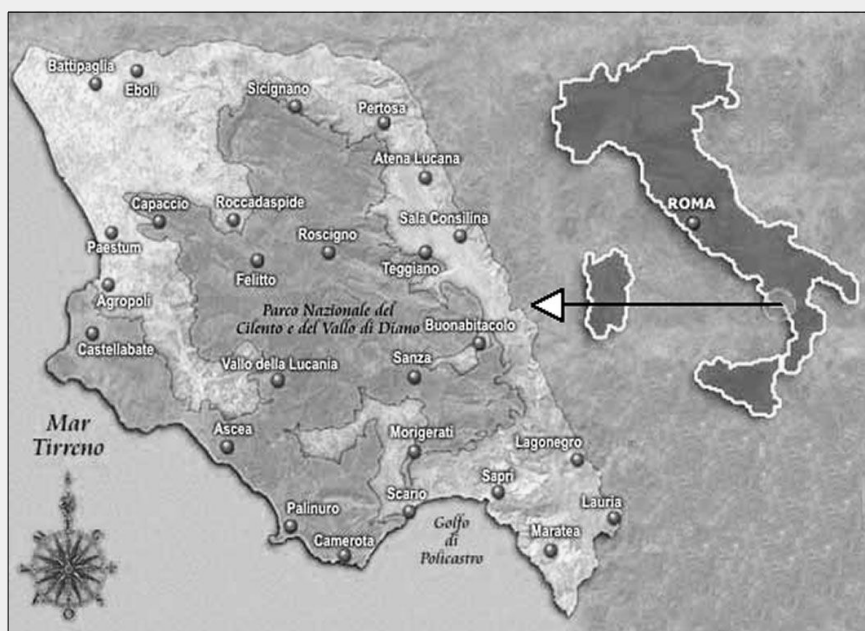 Battipaglia
Eboli
Sicignano
Pertosa
Atena Lucana
Capaccio
Roccadaspide
Sala Consilina
Paestum
Roscigno
Felitto
Teggiano
Agropoli
Parco Nazionale del
Cilento e del Vallo di Diano
Buonabitacolo
Castellabate
Vallo della Lucania
Sanza
Mar
Tirreno
Ascea
Morigerati
Lagonegro
Sapri
Scario
Palinuro
Lauria
Camerota
Golfo
di
Policastro
Maratea
ROMA